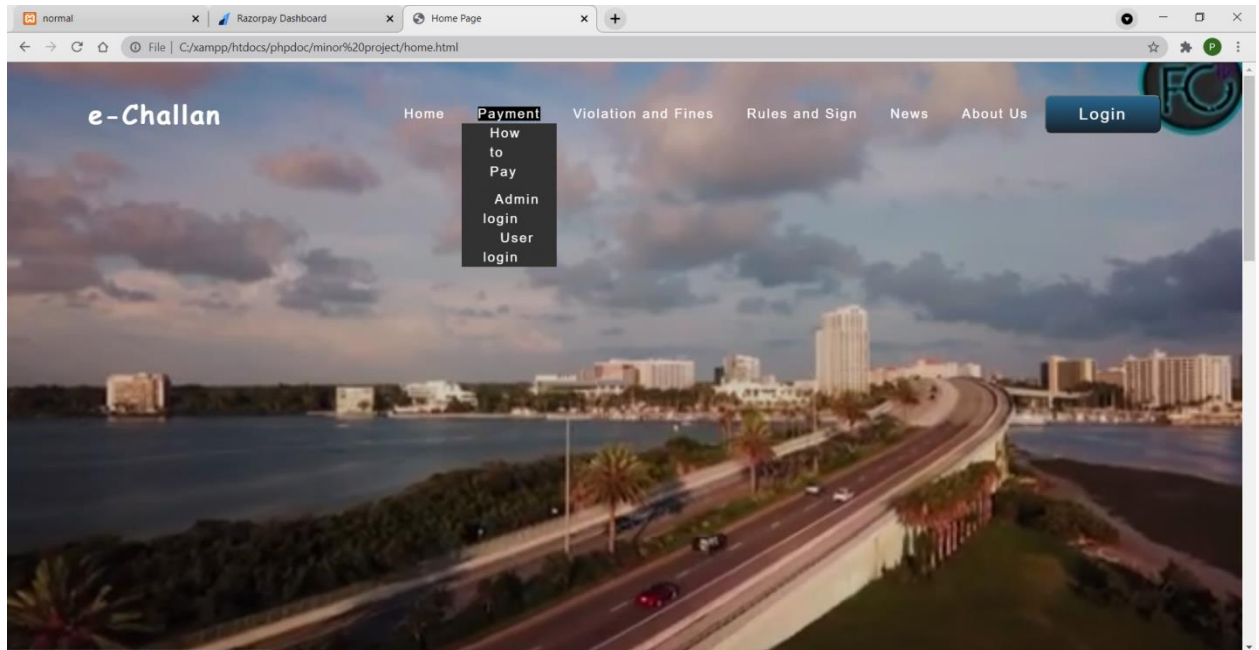 normal
Razorpay Dashboard
Home Page
File | C:/xampp/htdocs/phpdoc/minor%20project/home.html
P
e-Challan
Home Payment Violation and Fines Rules and Sign News About Us Login
FC
How
to
Pay
Admin
login
User
login